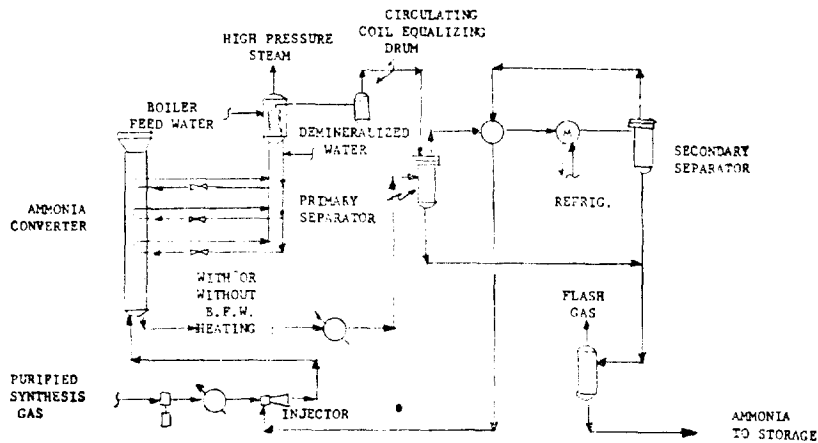 CIRCULATING
COIL EQUALIZING
DRUM
HIGH PRESSURE
STEAM
BOILER
FEED WATER
DEMINERALIZED
WATER
SECONDARY
SEPARATOR
AMMONIA
CONVERTER
PRIMARY
SEPARATOR
REFRIG.
WITH OR
WITHOUT
B.F.W.
HEATING
FLASH
GAS
PURIFIED
SYNTHESIS
GAS
INJECTOR
AMMONIA
TO STORAGE